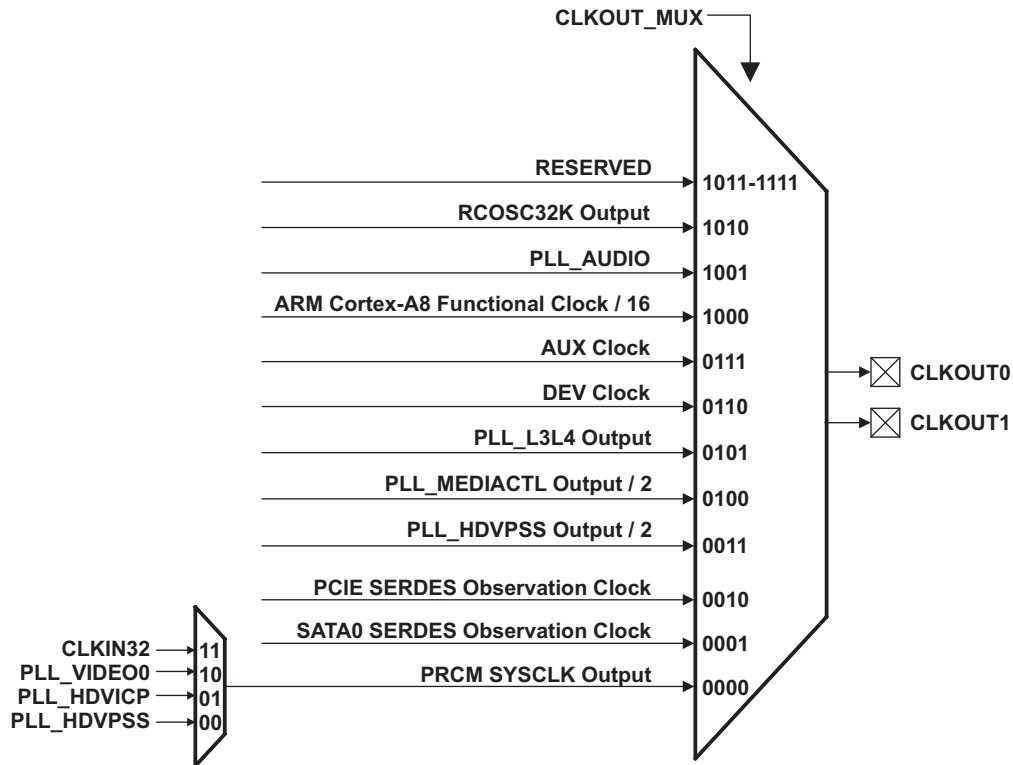 CLKOUT_MUX
RESERVED
1011-1111
RCOSC32K Output
1010
PLL_AUDIO
1001
ARM Cortex-A8 Functional Clock / 16
1000
AUX Clock
0111
CLKOUT0
DEV Clock
0110
CLKOUT1
PLL_L3L4 Output
0101
PLL_MEDIACTL Output / 2
0100
PLL_HDVPSS Output / 2
0011
PCIE SERDES Observation Clock
0010
SATA0 SERDES Observation Clock
0001
CLKIN32
11
PLL_VIDEO0
10
PRCM SYSCLK Output
0000
PLL_HDVICP
01
PLL_HDVPSS
00